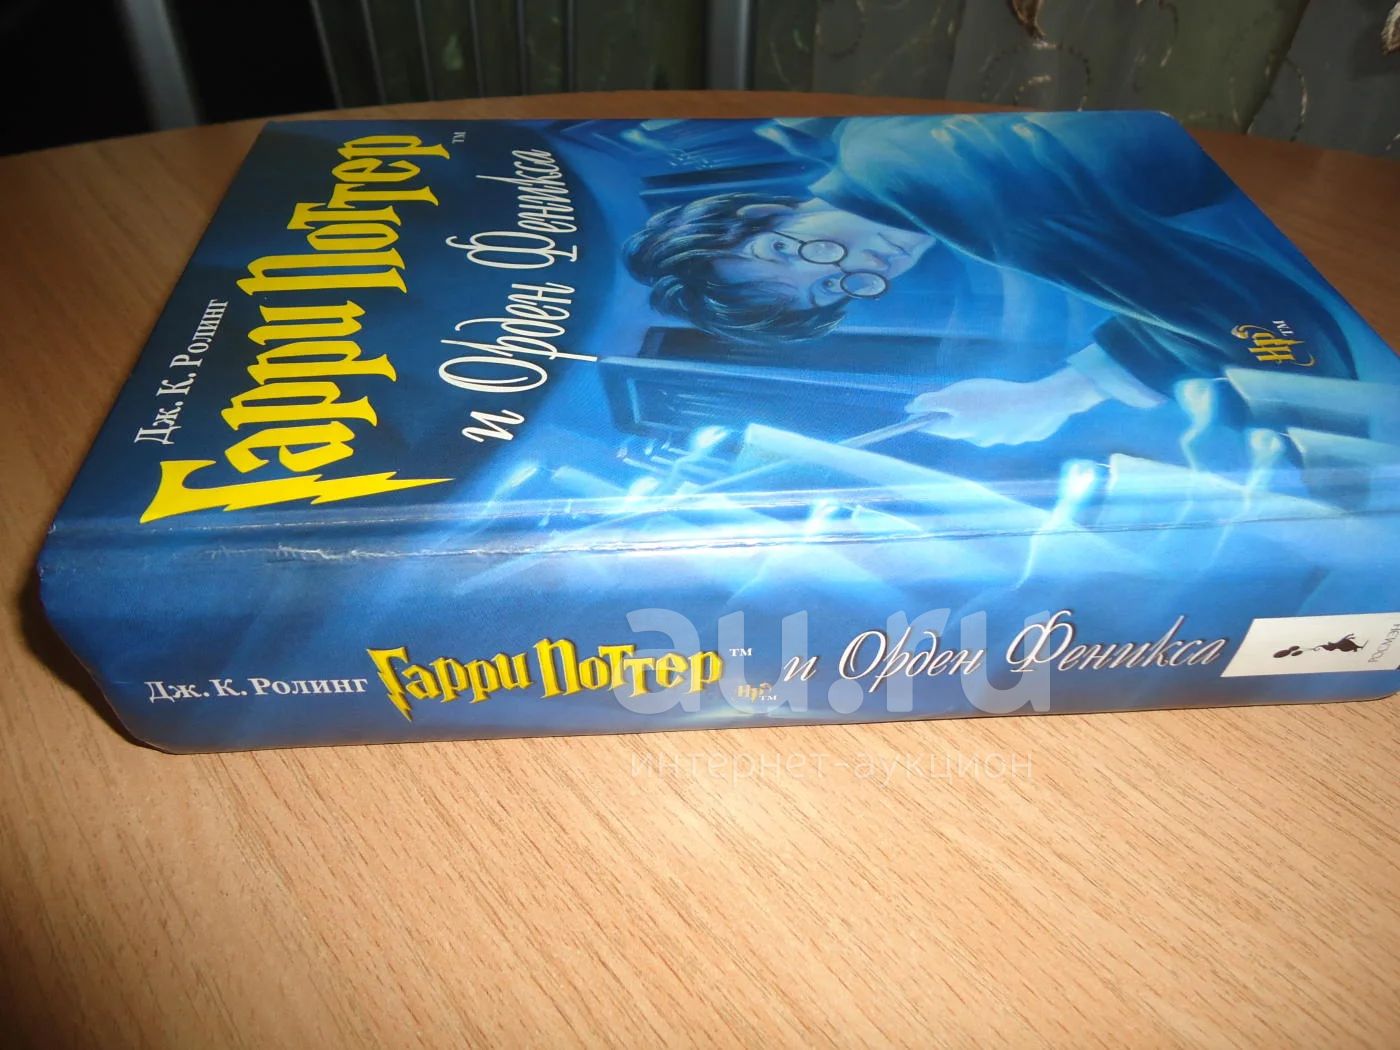 Дж. К. Ролинг
Гарри Поттер™
и Орден Феникса
HP™
Дж. К. Ролинг Гарри Поттер™ HP™ и Орден Феникса РОСМЭН
au.ru
интернет-аукцион